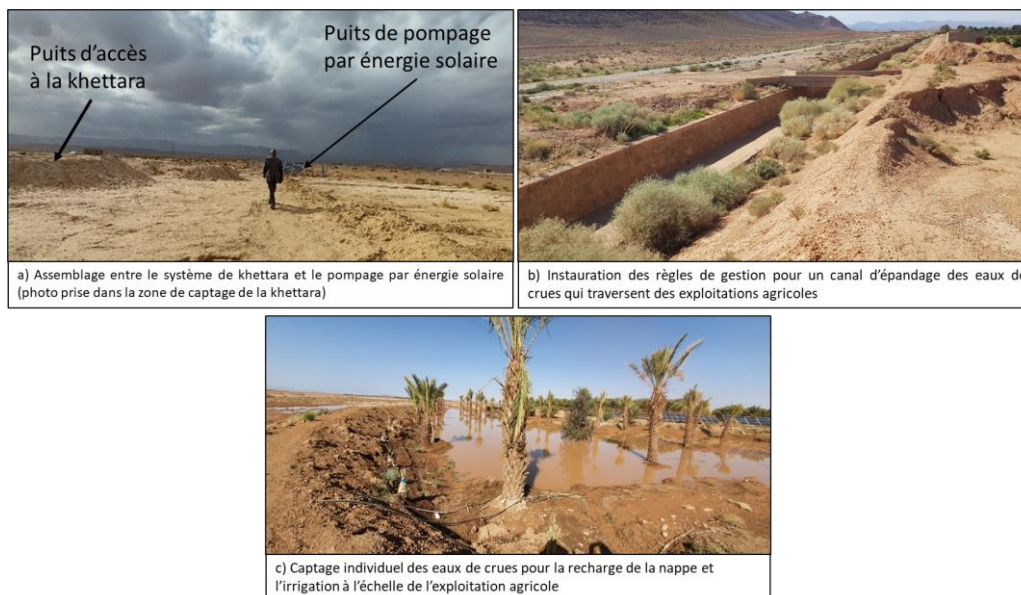 Puits d'accès
à la khettara
Puits de pompage
par énergie solaire
a) Assemblage entre le système de khettara et le pompage par énergie solaire
(photo prise dans la zone de captage de la khettara)
b) Instauration des règles de gestion pour un canal d'épandage des eaux de
crues qui traversent des exploitations agricoles
c) Captage individuel des eaux de crues pour la recharge de la nappe et
l'irrigation à l'échelle de l'exploitation agricole